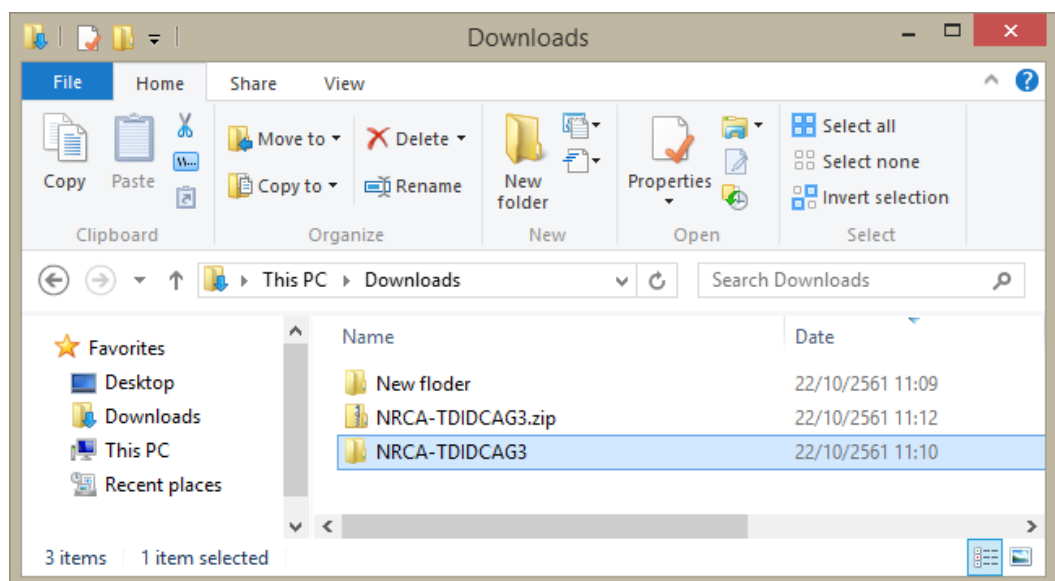 Downloads
File Home Share View
Copy Paste Move to Copy to Delete Rename New folder Properties Select all Select none Invert selection
Clipboard Organize New Open Select
This PC Downloads Search Downloads
Favorites
Desktop
Downloads
This PC
Recent places
Name Date
New floder 22/10/2561 11:09
NRCA-TDIDCAG3.zip 22/10/2561 11:12
NRCA-TDIDCAG3 22/10/2561 11:10
3 items 1 item selected